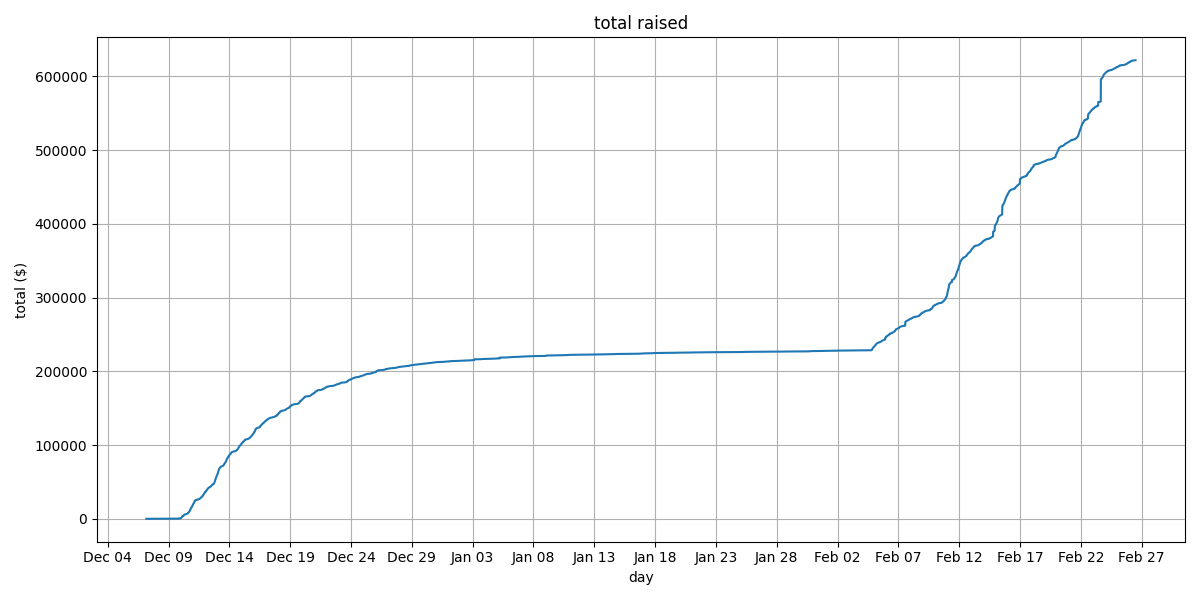 total raised
total ($)
600000
500000
400000
300000
200000
100000
0
Dec 04 Dec 09 Dec 14 Dec 19 Dec 24 Dec 29 Jan 03 Jan 08 Jan 13 Jan 18 Jan 23 Jan 28 Feb 02 Feb 07 Feb 12 Feb 17 Feb 22 Feb 27
day